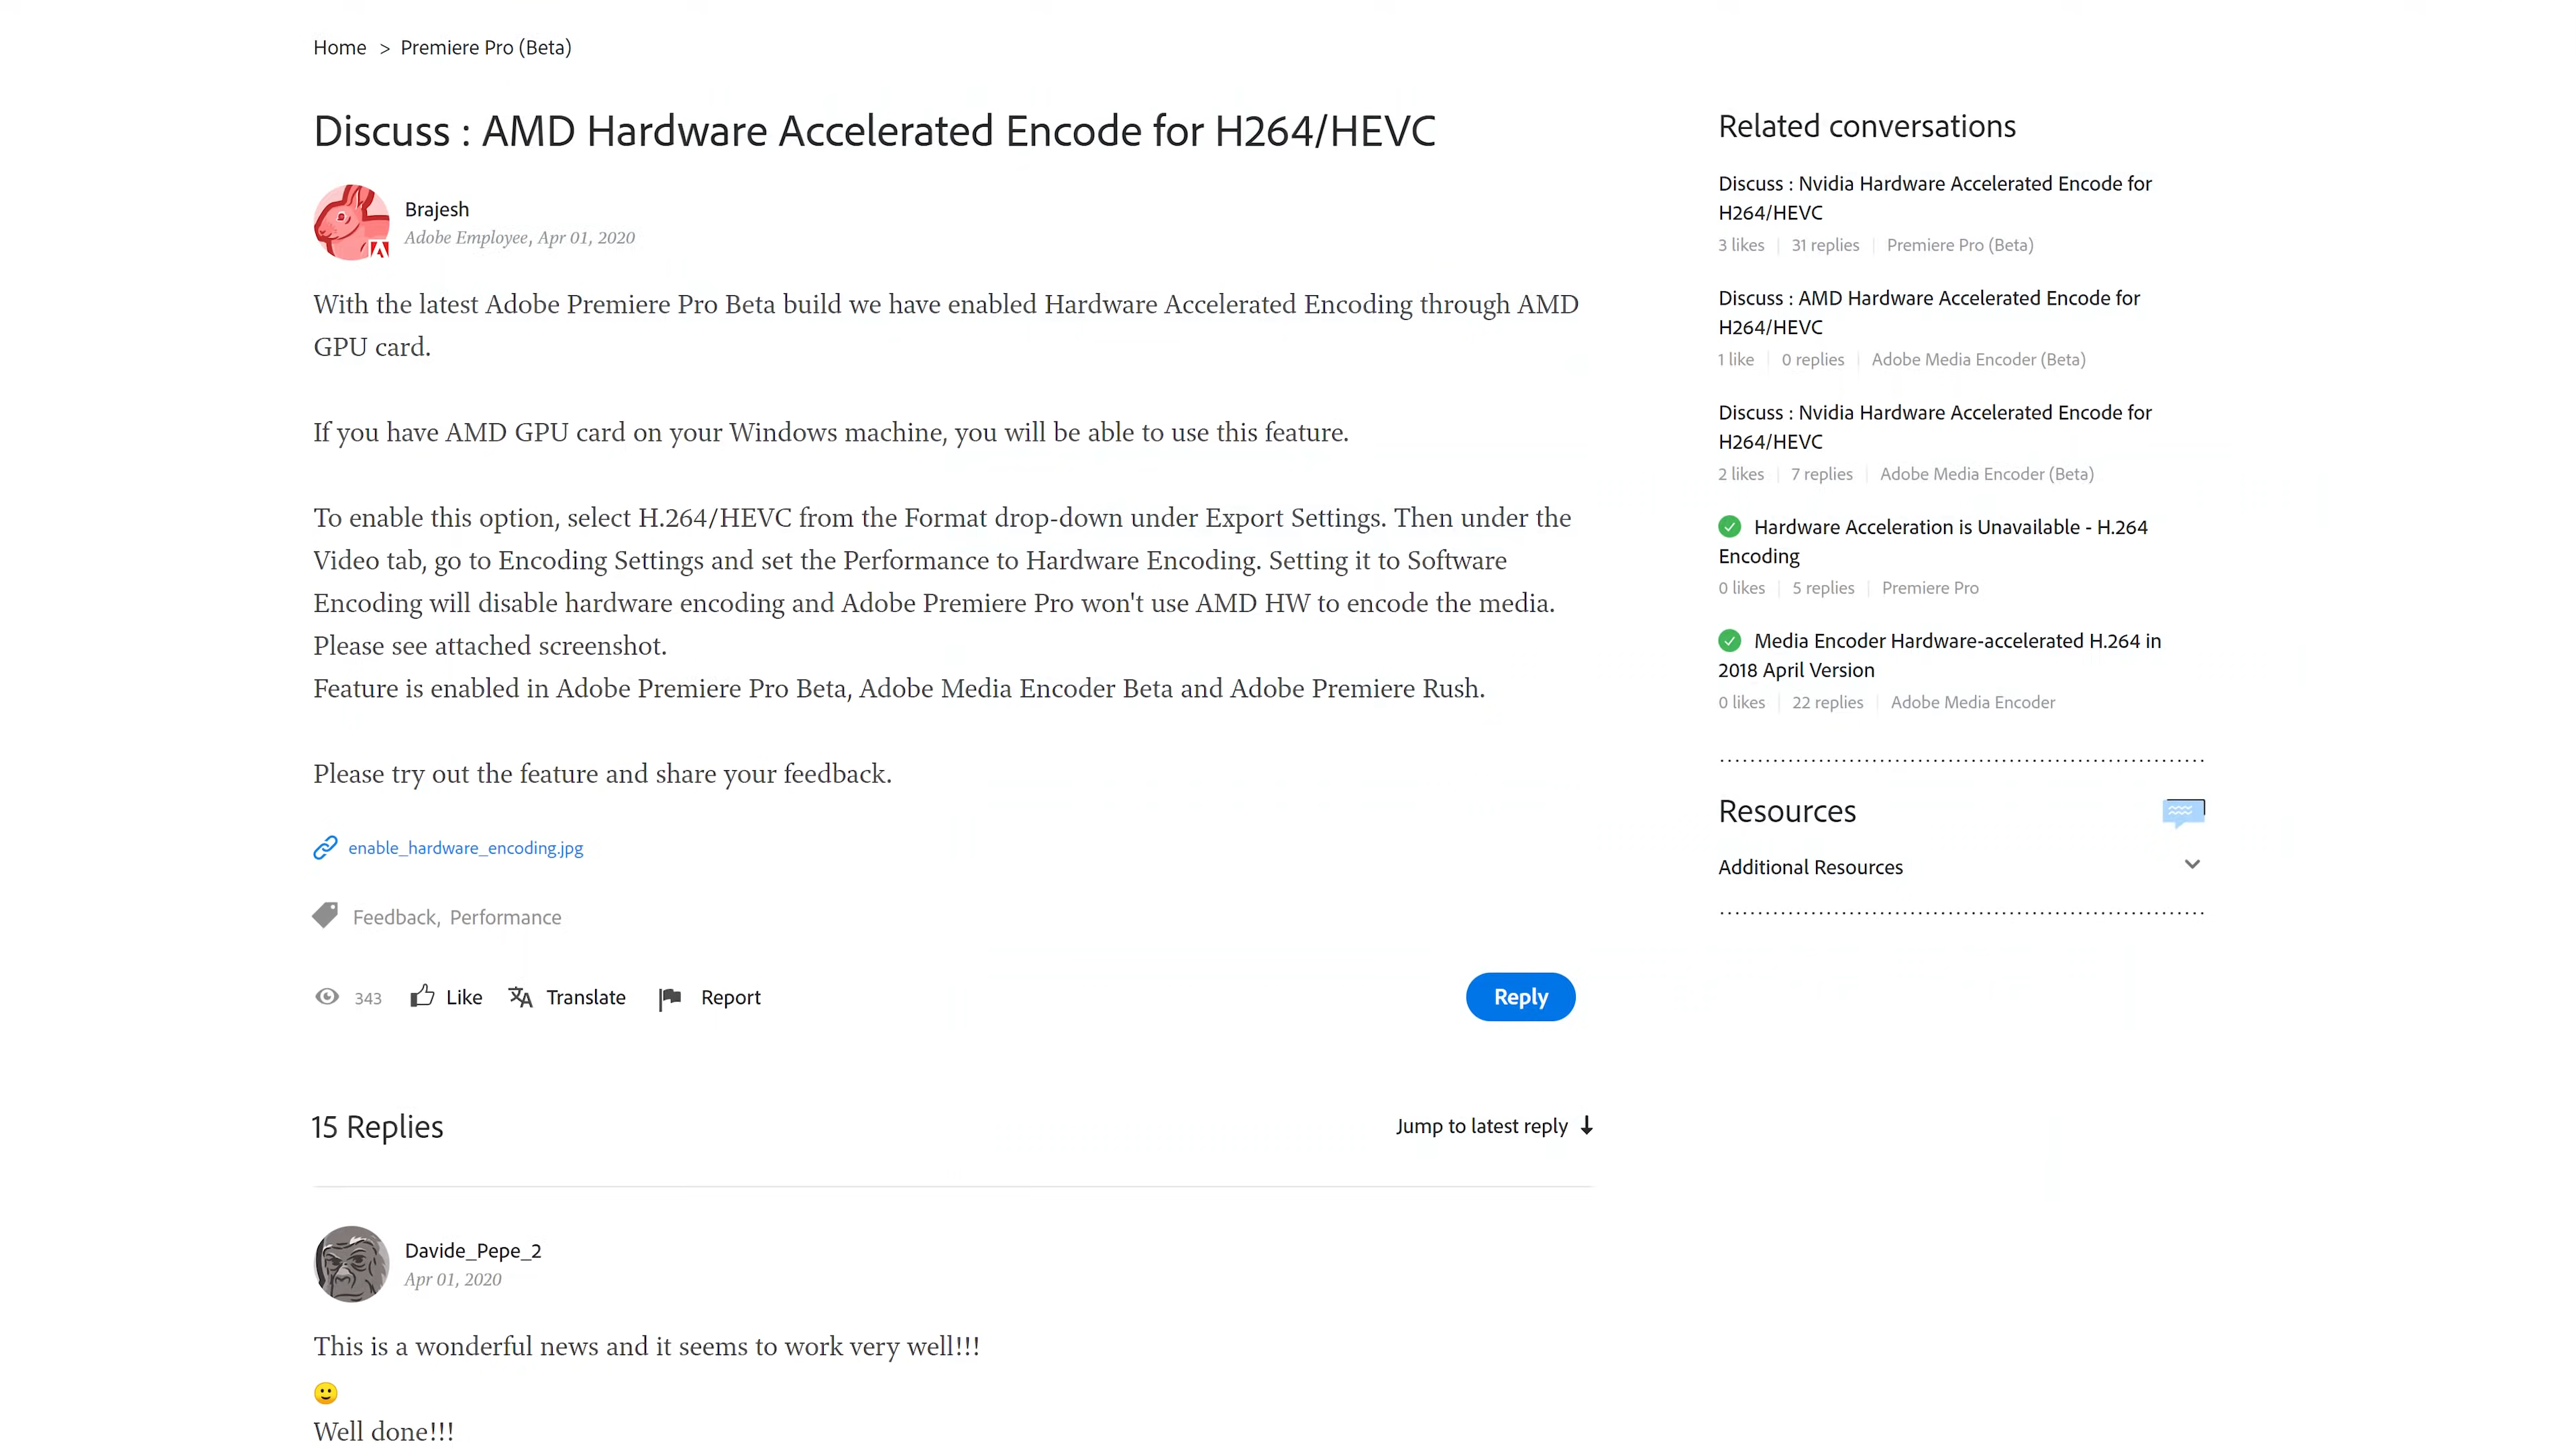 Home > Premiere Pro (Beta)
Discuss : AMD Hardware Accelerated Encode for H264/HEVC
Brajesh
Adobe Employee, Apr 01, 2020
With the latest Adobe Premiere Pro Beta build we have enabled Hardware Accelerated Encoding through AMD
GPU card.
If you have AMD GPU card on your Windows machine, you will be able to use this feature.
To enable this option, select H.264/HEVC from the Format drop-down under Export Settings. Then under the
Video tab, go to Encoding Settings and set the Performance to Hardware Encoding. Setting it to Software
Encoding will disable hardware encoding and Adobe Premiere Pro won't use AMD HW to encode the media.
Please see attached screenshot.
Feature is enabled in Adobe Premiere Pro Beta, Adobe Media Encoder Beta and Adobe Premiere Rush.
Please try out the feature and share your feedback.
enable_hardware_encoding.jpg
Feedback, Performance
343 Like Translate Report
Reply
15 Replies
Jump to latest reply
Davide_Pepe_2
Apr 01, 2020
This is a wonderful news and it seems to work very well!!!
🙂
Well done!!!
Related conversations
Discuss : Nvidia Hardware Accelerated Encode for
H264/HEVC
3 likes | 31 replies | Premiere Pro (Beta)
Discuss : AMD Hardware Accelerated Encode for
H264/HEVC
1 like | 0 replies | Adobe Media Encoder (Beta)
Discuss : Nvidia Hardware Accelerated Encode for
H264/HEVC
2 likes | 7 replies | Adobe Media Encoder (Beta)
Hardware Acceleration is Unavailable - H.264
Encoding
0 likes | 5 replies | Premiere Pro
Media Encoder Hardware-accelerated H.264 in
2018 April Version
0 likes | 22 replies | Adobe Media Encoder
Resources
Additional Resources